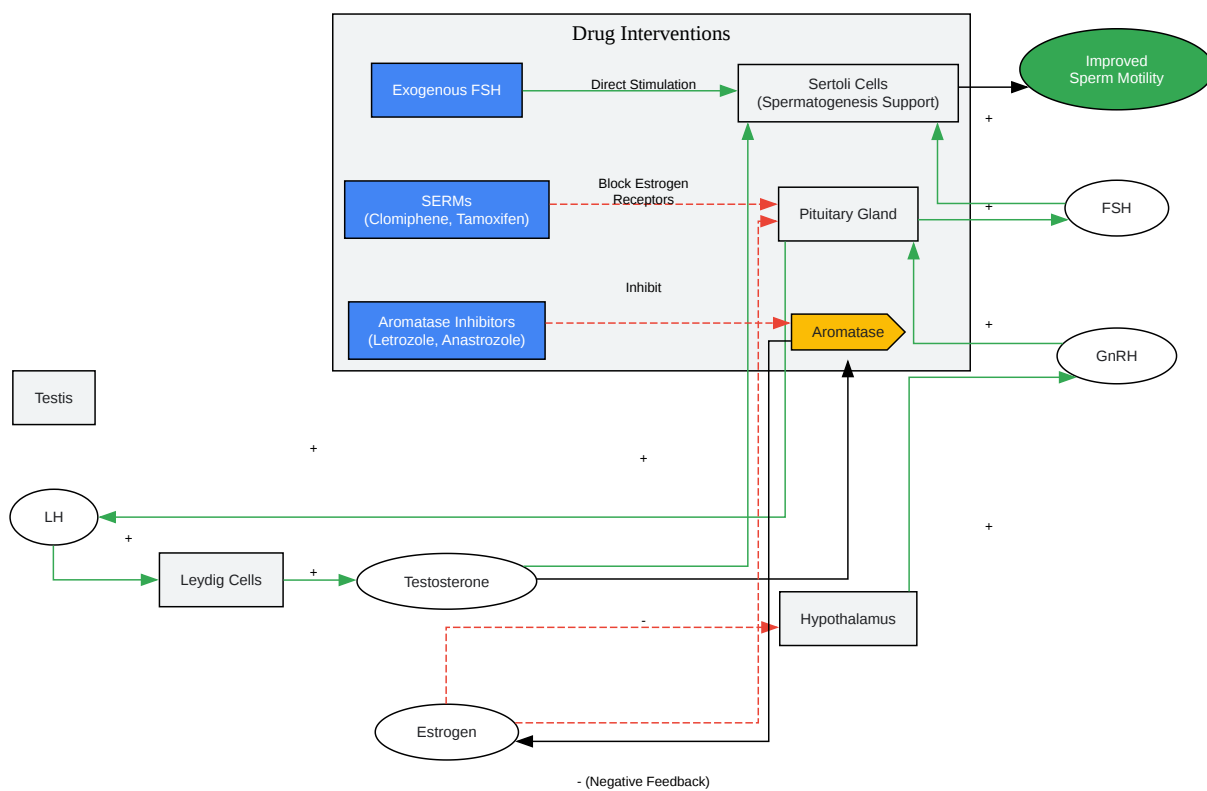 Drug Interventions
Exogenous FSH
Direct Stimulation
Sertoli Cells
(Spermatogenesis Support)
Improved
Sperm Motility
+
SERMs
(Clomiphene, Tamoxifen)
Block Estrogen
Receptors
Pituitary Gland
+
FSH
Inhibit
Aromatase Inhibitors
(Letrozole, Anastrozole)
Aromatase
+
GnRH
Testis
+
+
LH
+
+
Leydig Cells
+
Testosterone
-
Hypothalamus
Estrogen
- (Negative Feedback)